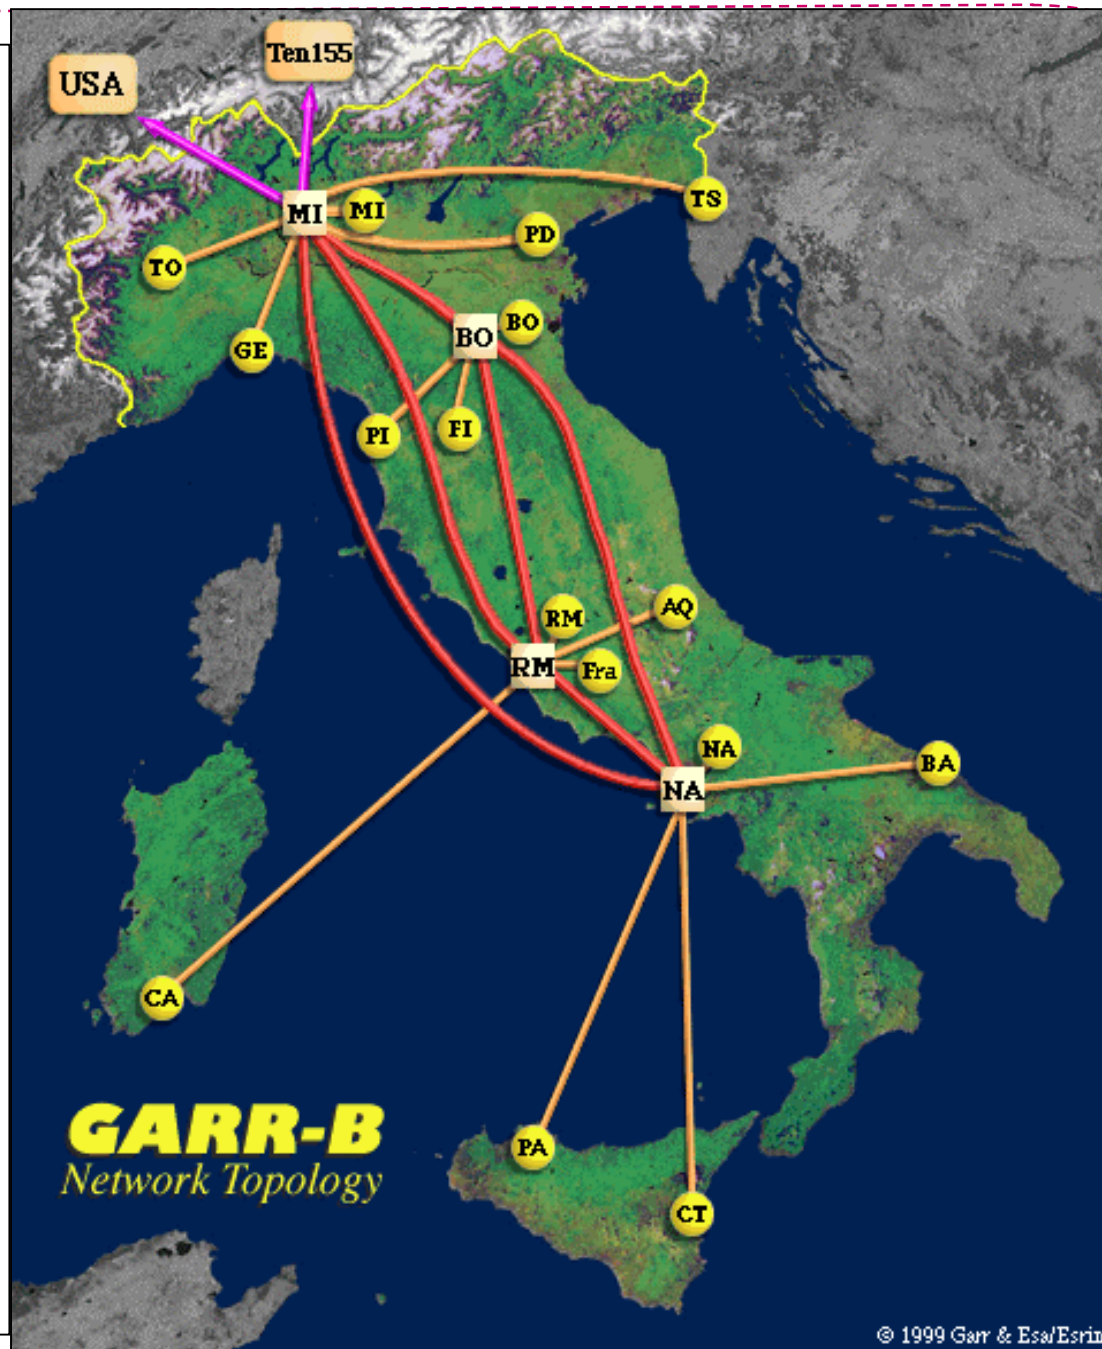 Ten155
USA
TS
MI
MI
PD
TO
BO
BO
GE
PI
FI
AQ
RM
RM
Fra
NA
BA
NA
CA
GARR-B
Network Topology
PA
CT
© 1999 Garr & Esa/Esrin